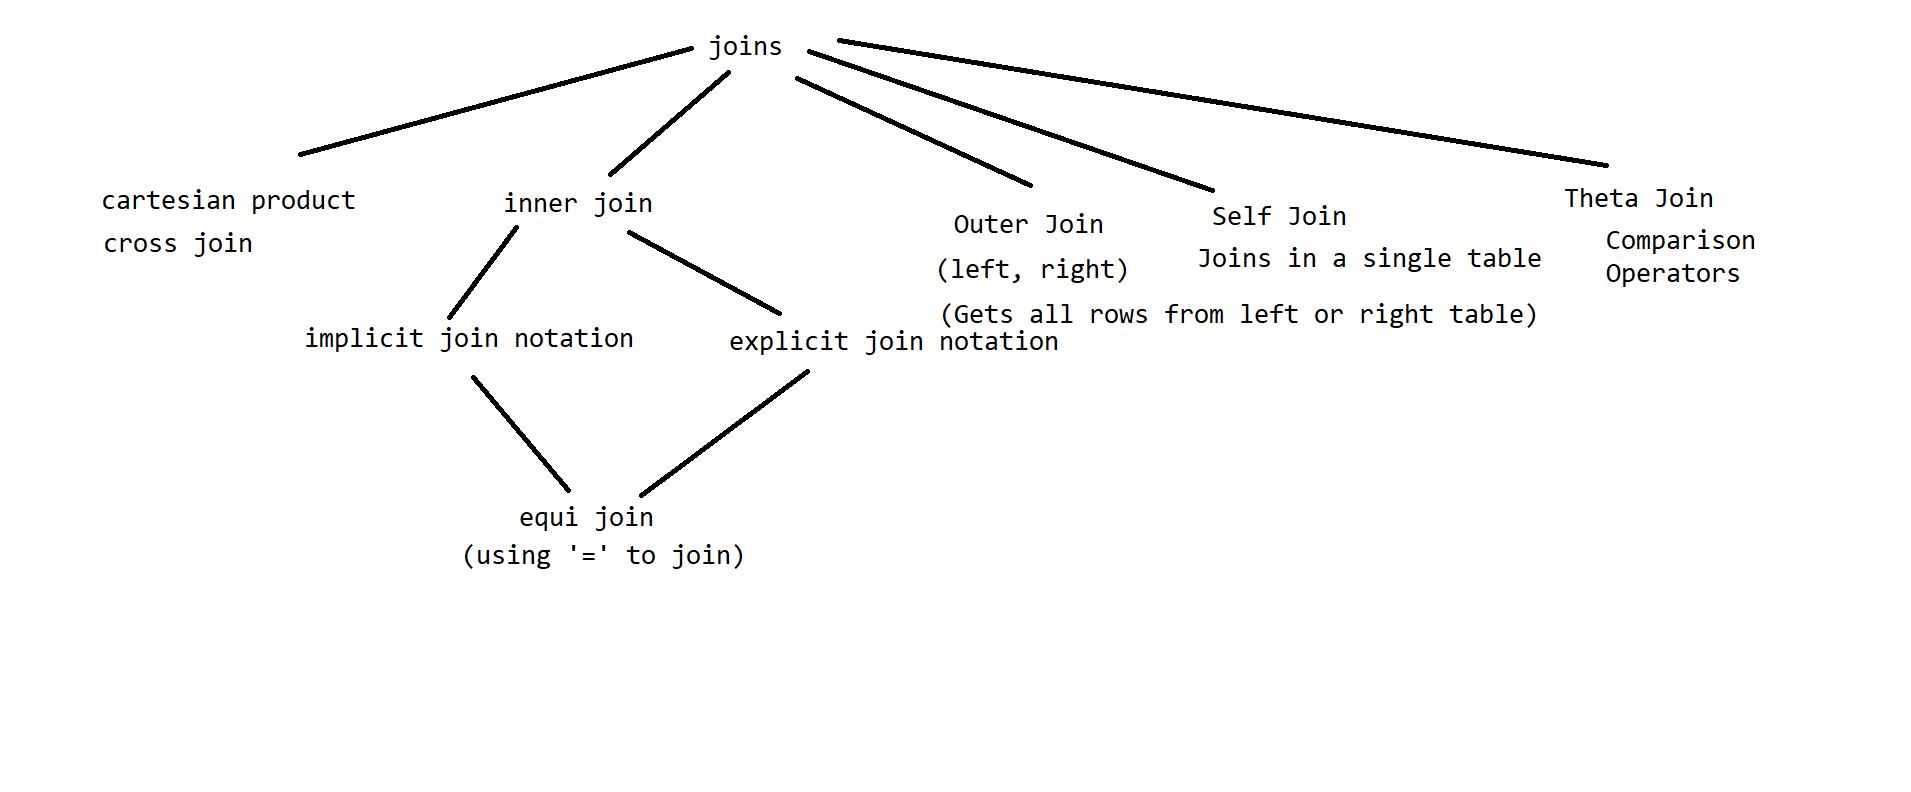 joins
cartesian product
cross join
inner join
Outer Join
(left, right)
(Gets all rows from left or right table)
Self Join
Joins in a single table
Theta Join
Comparison
Operators
implicit join notation
explicit join notation
equi join
(using '=' to join)